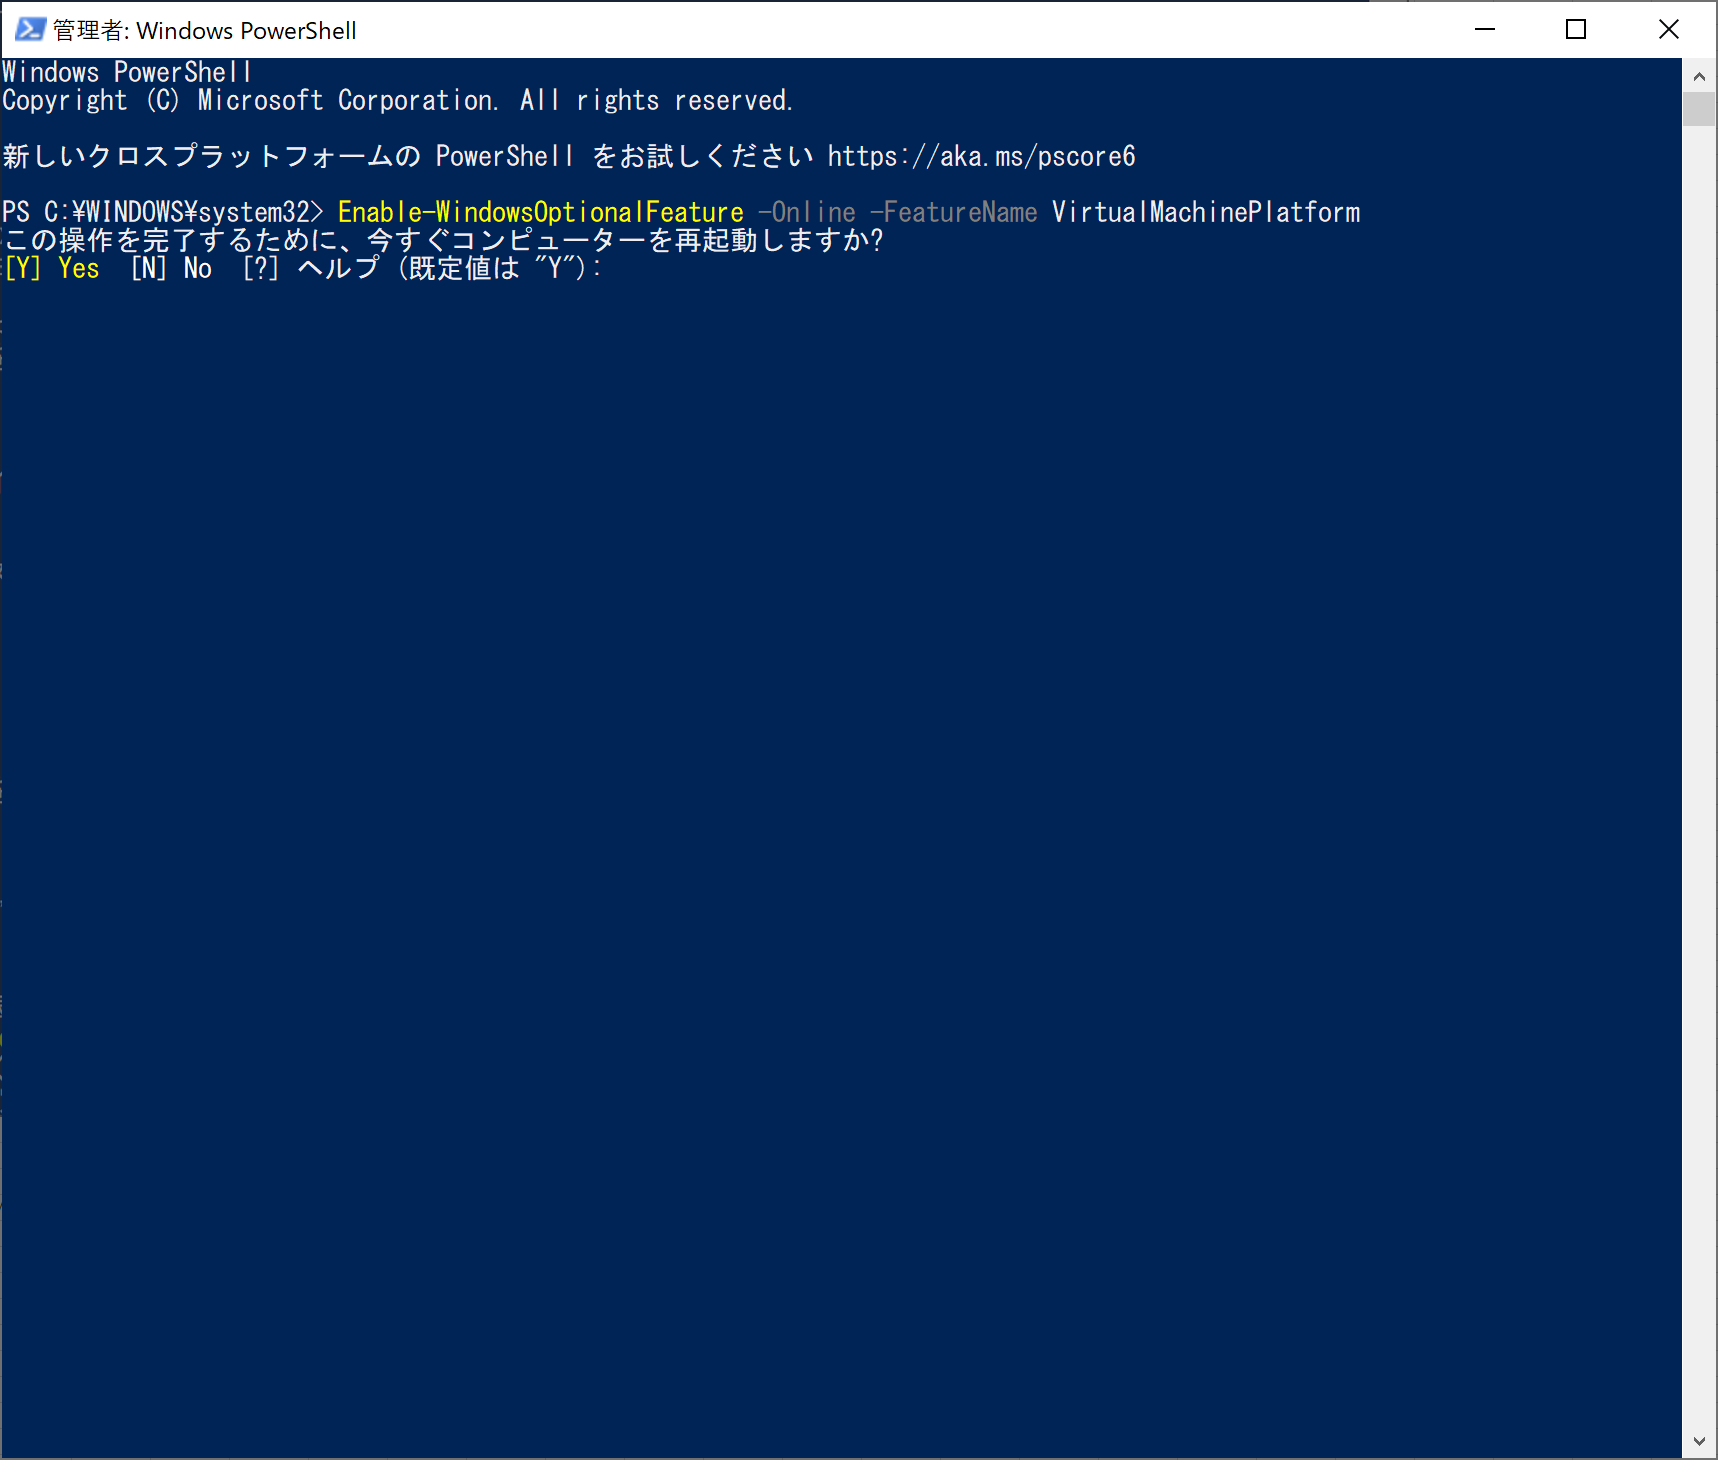 管理者: Windows PowerShell
Windows PowerShell
Copyright (C) Microsoft Corporation. All rights reserved.
新しいクロスプラットフォームの PowerShell をお試しください https://aka.ms/pscore6
PS C:¥WINDOWS¥system32> Enable-WindowsOptionalFeature -Online -FeatureName VirtualMachinePlatform
この操作を完了するために、今すぐコンピューターを再起動しますか?
[Y] Yes  [N] No  [?] ヘルプ (既定値は "Y"):